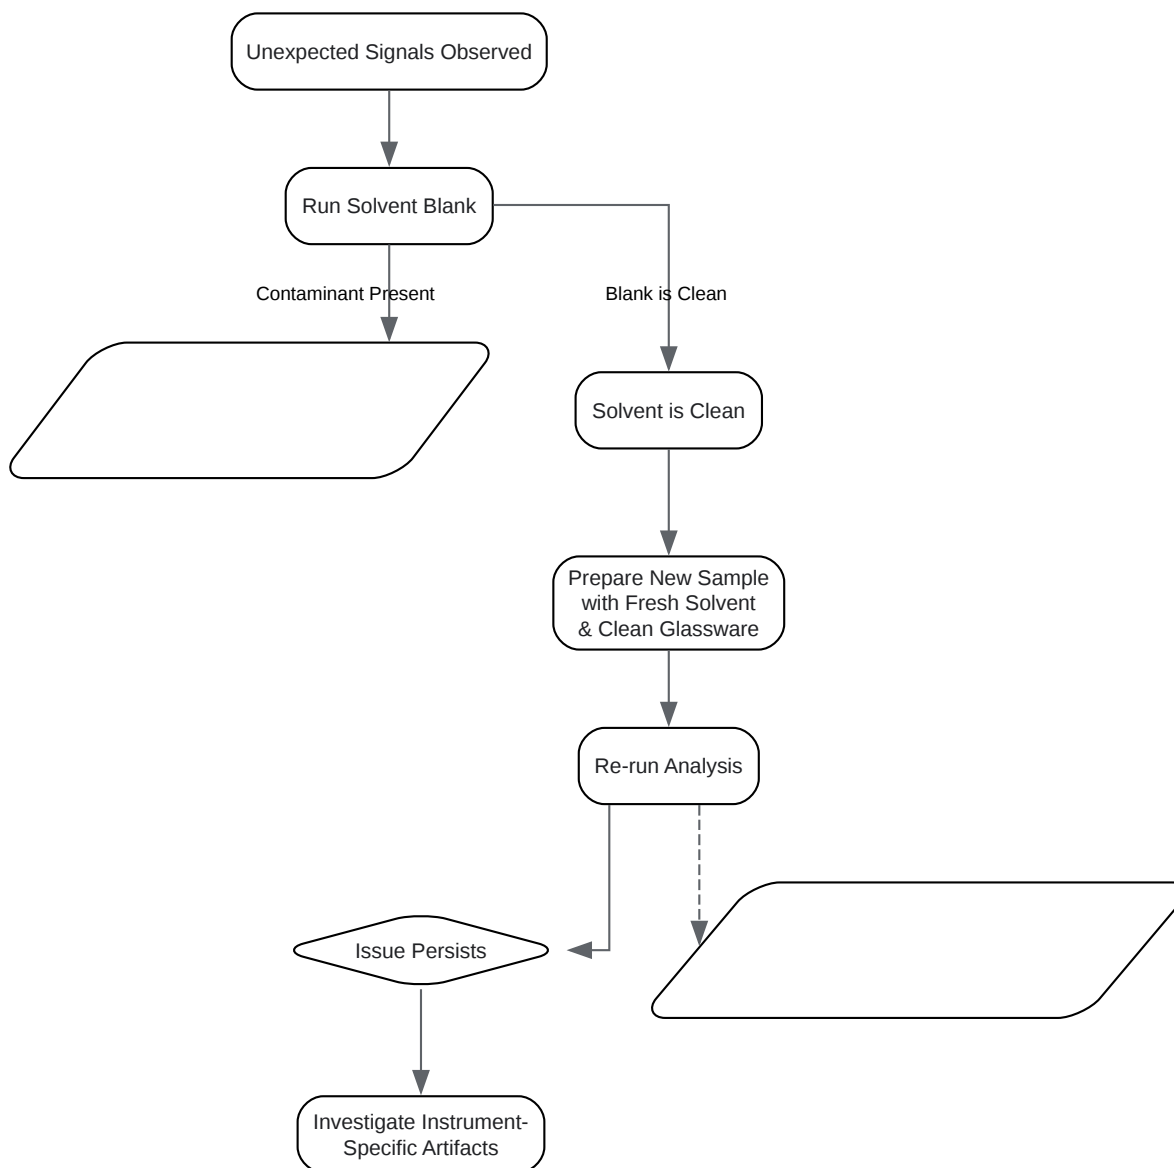 Unexpected Signals Observed
Run Solvent Blank
Contaminant Present
Blank is Clean
Solvent is Clean
Prepare New Sample
with Fresh Solvent
& Clean Glassware
Re-run Analysis
Issue Persists
Investigate Instrument-
Specific Artifacts